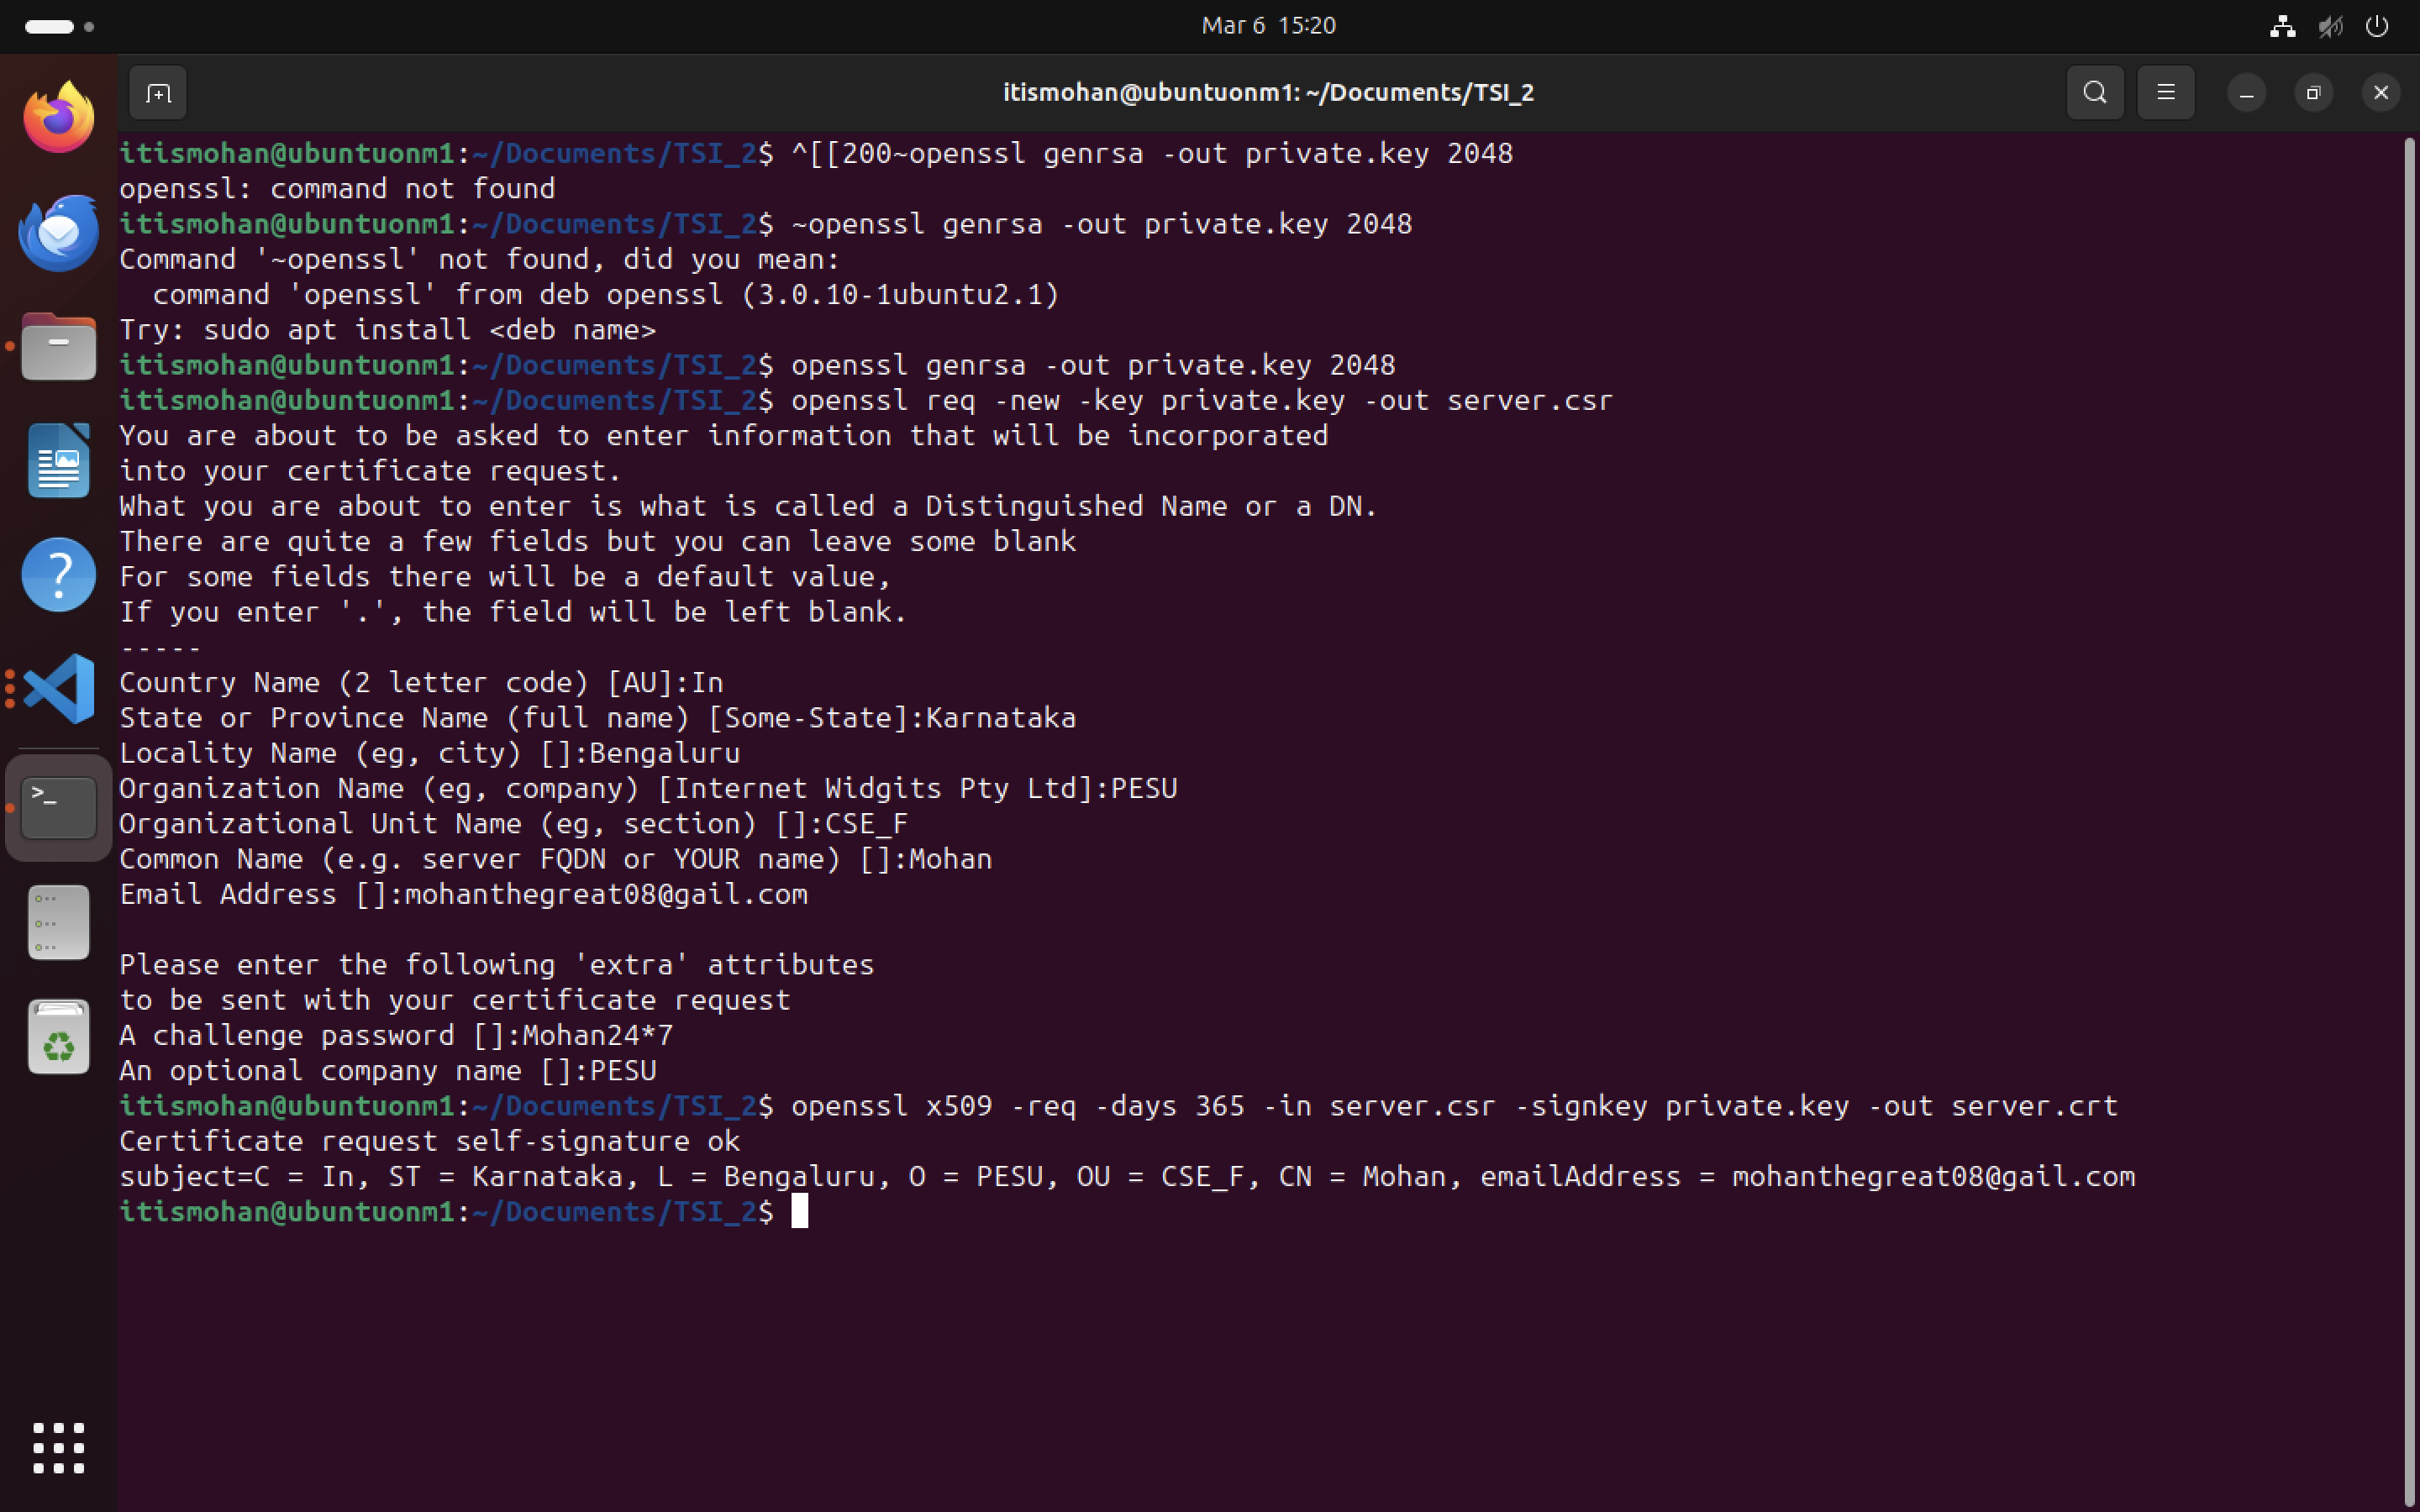 Mar 6 15:20
itismohan@ubuntuonm1: ~/Documents/TSI_2
itismohan@ubuntuonm1:~/Documents/TSI_2$ ^[[200~openssl genrsa -out private.key 2048
openssl: command not found
itismohan@ubuntuonm1:~/Documents/TSI_2$ ~openssl genrsa -out private.key 2048
Command '~openssl' not found, did you mean:
  command 'openssl' from deb openssl (3.0.10-1ubuntu2.1)
Try: sudo apt install <deb name>
itismohan@ubuntuonm1:~/Documents/TSI_2$ openssl genrsa -out private.key 2048
itismohan@ubuntuonm1:~/Documents/TSI_2$ openssl req -new -key private.key -out server.csr
You are about to be asked to enter information that will be incorporated
into your certificate request.
What you are about to enter is what is called a Distinguished Name or a DN.
There are quite a few fields but you can leave some blank
For some fields there will be a default value,
If you enter '.', the field will be left blank.
-----
Country Name (2 letter code) [AU]:In
State or Province Name (full name) [Some-State]:Karnataka
Locality Name (eg, city) []:Bengaluru
Organization Name (eg, company) [Internet Widgits Pty Ltd]:PESU
Organizational Unit Name (eg, section) []:CSE_F
Common Name (e.g. server FQDN or YOUR name) []:Mohan
Email Address []:mohanthegreat08@gail.com

Please enter the following 'extra' attributes
to be sent with your certificate request
A challenge password []:Mohan24*7
An optional company name []:PESU
itismohan@ubuntuonm1:~/Documents/TSI_2$ openssl x509 -req -days 365 -in server.csr -signkey private.key -out server.crt
Certificate request self-signature ok
subject=C = In, ST = Karnataka, L = Bengaluru, O = PESU, OU = CSE_F, CN = Mohan, emailAddress = mohanthegreat08@gail.com
itismohan@ubuntuonm1:~/Documents/TSI_2$